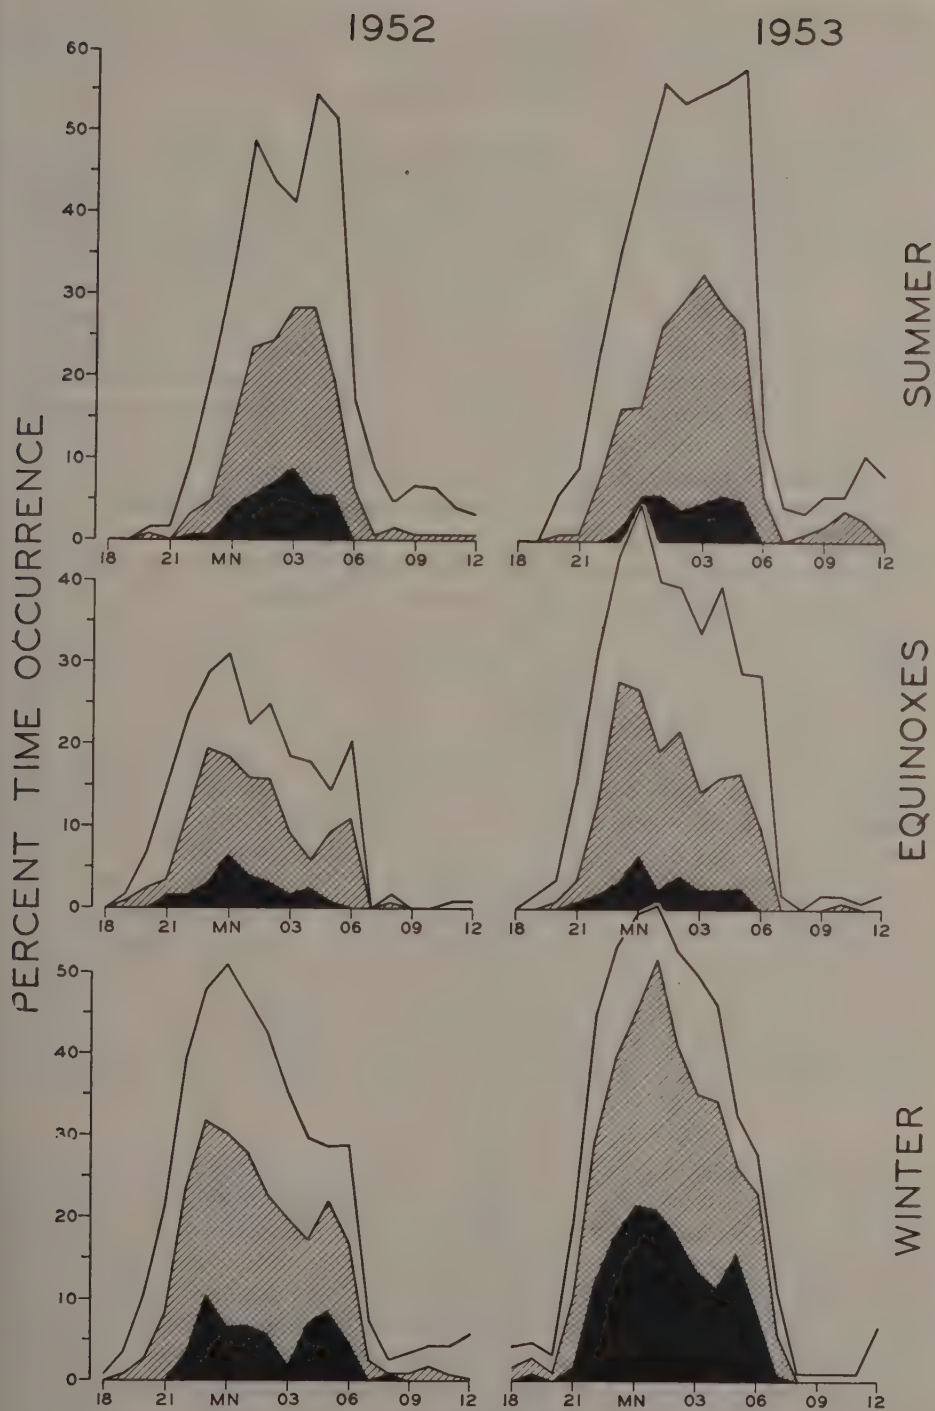 1952 1953
PERCENT TIME OCCURRENCE
60
50
40
30
20
10
0
18 21 MN 03 06 09 12
18 21 03 06 09 12
SUMMER
40
30
20
10
0
18 21 MN 03 06 09 12
18 21 MN 03 06 09 12
EQUINOXES
50
40
30
20
10
0
18 21 MN 03 06 09 12
18 21 MN 03 06 09 12
WINTER